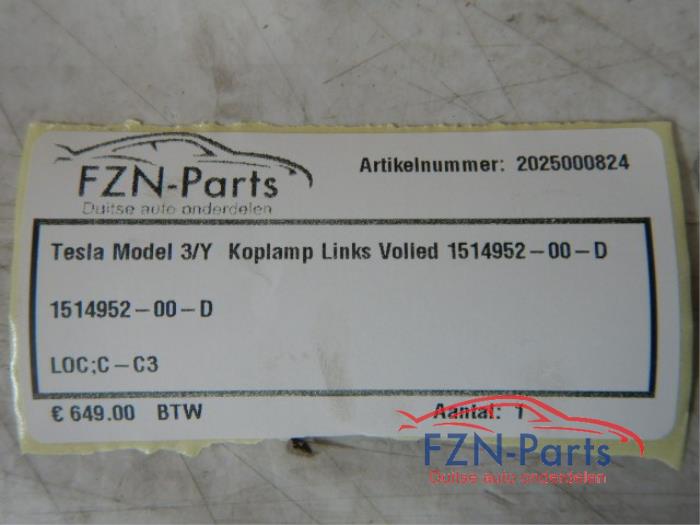 FZN-Parts
Duitse auto onderdelen
Artikelnummer: 2025000824
Tesla Model 3/Y Koplamp Links Volled 1514952-00-D
1514952-00-D
LOC;C-C3
€ 649.00 BTW
Aantal: 1
FZN-Parts
Duitse auto onderdelen